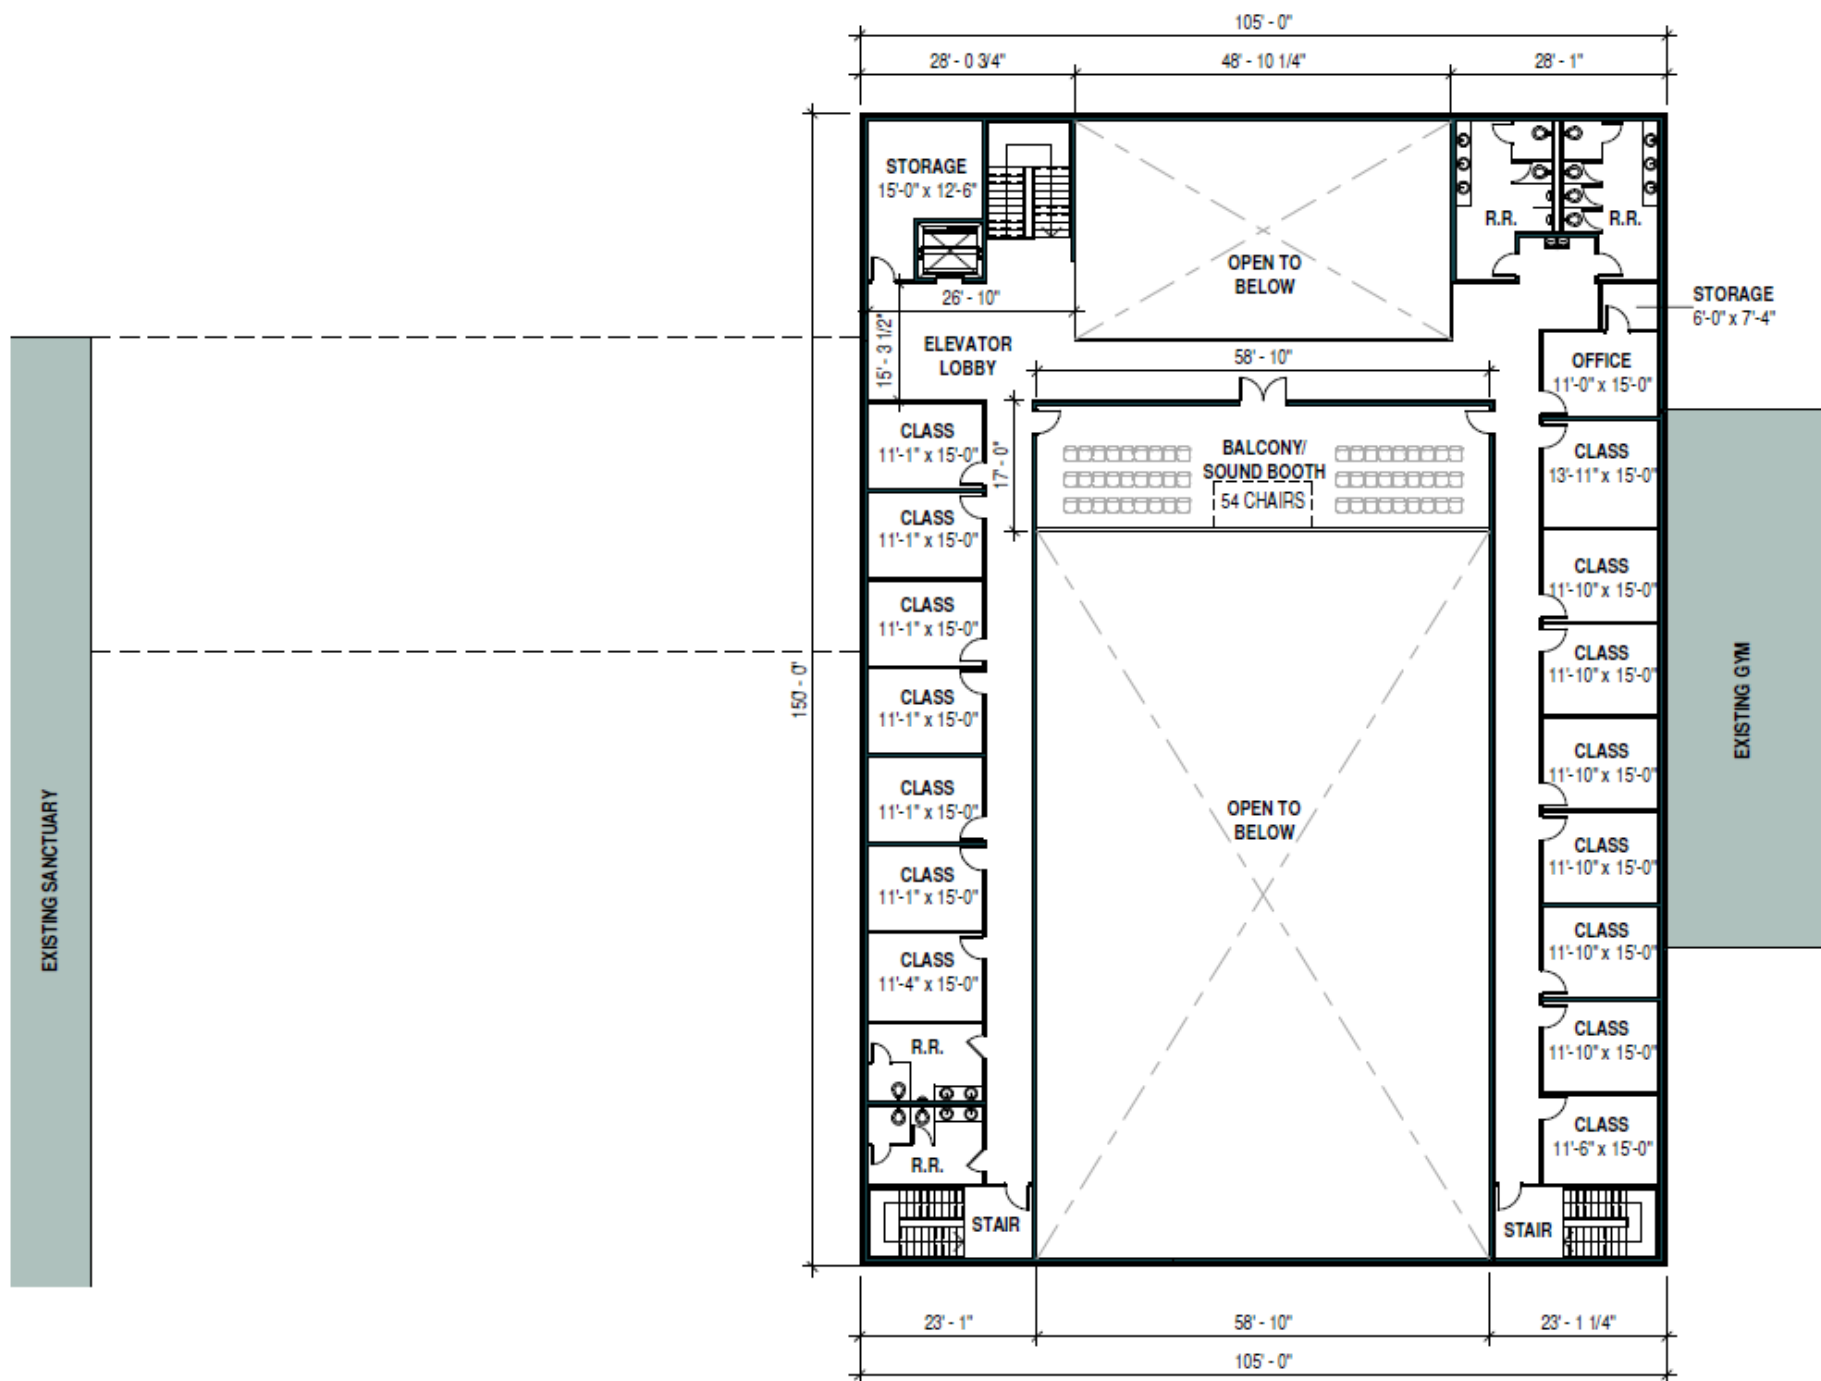 105' - 0"
28' - 0 3/4"
48' - 10 1/4"
28' - 1"
STORAGE
15'-0" x 12'-6"
R.R.
R.R.
OPEN TO
BELOW
26' - 10"
STORAGE
6'-0" x 7'-4"
15' - 3 1/2"
ELEVATOR
LOBBY
58' - 10"
OFFICE
11'-0" x 15'-0"
CLASS
11'-1" x 15'-0"
17' - 0"
BALCONY/
SOUND BOOTH
54 CHAIRS
CLASS
13'-11" x 15'-0"
CLASS
11'-1" x 15'-0"
CLASS
11'-10" x 15'-0"
CLASS
11'-1" x 15'-0"
CLASS
11'-10" x 15'-0"
150' - 0"
CLASS
11'-1" x 15'-0"
EXISTING GYM
CLASS
11'-10" x 15'-0"
CLASS
11'-1" x 15'-0"
OPEN TO
BELOW
CLASS
11'-10" x 15'-0"
EXISTING SANCTUARY
CLASS
11'-1" x 15'-0"
CLASS
11'-10" x 15'-0"
CLASS
11'-4" x 15'-0"
CLASS
11'-10" x 15'-0"
R.R.
CLASS
11'-6" x 15'-0"
R.R.
STAIR
STAIR
23' - 1"
58' - 10"
23' - 1 1/4"
105' - 0"